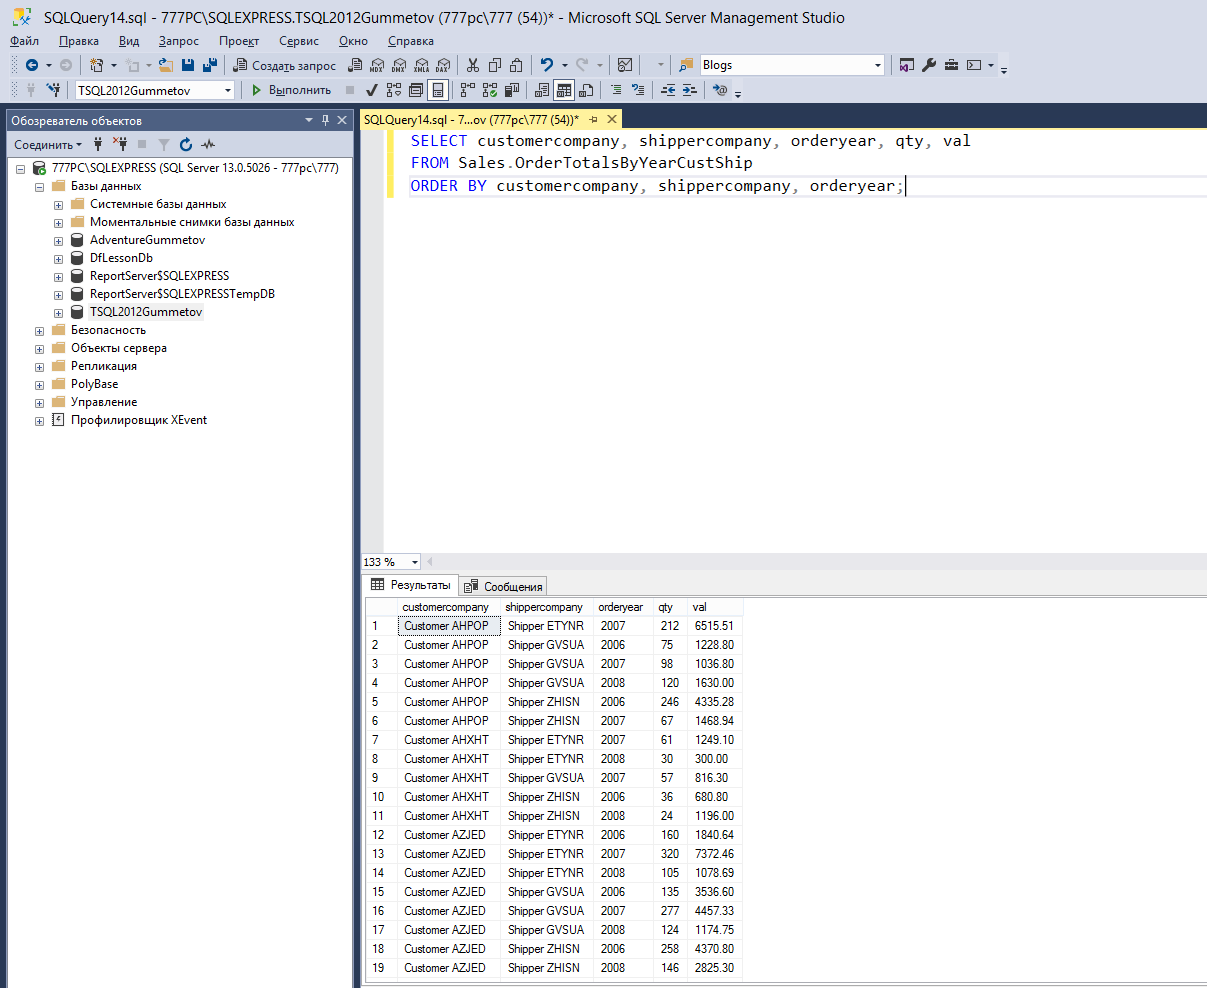 SQLQuery14.sql - 777PC\SQLEXPRESS.TSQL2012Gummetov (777pc\777 (54))* - Microsoft SQL Server Management Studio
Файл Правка Вид Запрос Проект Сервис Окно Справка
Создать запрос MDX DMX XMLA DAX Blogs
TSQL2012Gummetov Выполнить
Обозреватель объектов
Соединить
777PC\SQLEXPRESS (SQL Server 13.0.5026 - 777pc\777)
Базы данных
Системные базы данных
Моментальные снимки базы данных
AdventureGummetov
DfLessonDb
ReportServer$SQLEXPRESS
ReportServer$SQLEXPRESSTempDB
TSQL2012Gummetov
Безопасность
Объекты сервера
Репликация
PolyBase
Управление
Профилировщик XEvent
SQLQuery14.sql - 7...ov (777pc\777 (54))*
SELECT customercompany, shippercompany, orderyear, qty, val
FROM Sales.OrderTotalsByYearCustShip
ORDER BY customercompany, shippercompany, orderyear;
133 %
Результаты Сообщения
customercompany shippercompany orderyear qty val
1 Customer AHPOP Shipper ETYNR 2007 212 6515.51
2 Customer AHPOP Shipper GVSUA 2006 75 1228.80
3 Customer AHPOP Shipper GVSUA 2007 98 1036.80
4 Customer AHPOP Shipper GVSUA 2008 120 1630.00
5 Customer AHPOP Shipper ZHISN 2006 246 4335.28
6 Customer AHPOP Shipper ZHISN 2007 67 1468.94
7 Customer AHXHT Shipper ETYNR 2007 61 1249.10
8 Customer AHXHT Shipper ETYNR 2008 30 300.00
9 Customer AHXHT Shipper GVSUA 2007 57 816.30
10 Customer AHXHT Shipper ZHISN 2006 36 680.80
11 Customer AHXHT Shipper ZHISN 2008 24 1196.00
12 Customer AZJED Shipper ETYNR 2006 160 1840.64
13 Customer AZJED Shipper ETYNR 2007 320 7372.46
14 Customer AZJED Shipper ETYNR 2008 105 1078.69
15 Customer AZJED Shipper GVSUA 2006 135 3536.60
16 Customer AZJED Shipper GVSUA 2007 277 4457.33
17 Customer AZJED Shipper GVSUA 2008 124 1174.75
18 Customer AZJED Shipper ZHISN 2006 258 4370.80
19 Customer AZJED Shipper ZHISN 2008 146 2825.30